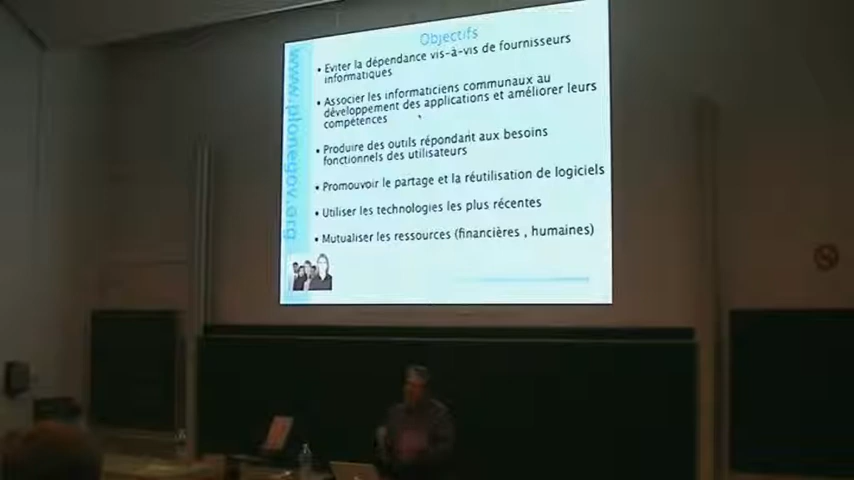 Objectifs
www.plonegov.org
• Eviter la dépendance vis-à-vis de fournisseurs
informatiques
• Associer les informaticiens communaux au
développement des applications et améliorer leurs
compétences
• Produire des outils répondant aux besoins
fonctionnels des utilisateurs
• Promouvoir le partage et la réutilisation de logiciels
• Utiliser les technologies les plus récentes
• Mutualiser les ressources (financières , humaines)